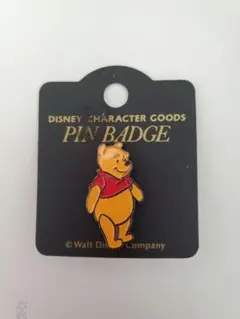 DISNEY CHARACTER GOODS
PIN BADGE
© Walt Disney Company